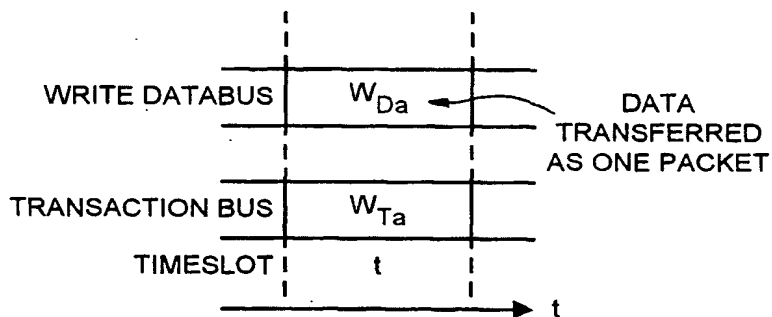 WRITE DATABUS
W_Da
DATA
TRANSFERRED
AS ONE PACKET
TRANSACTION BUS
W_Ta
TIMESLOT
t
t